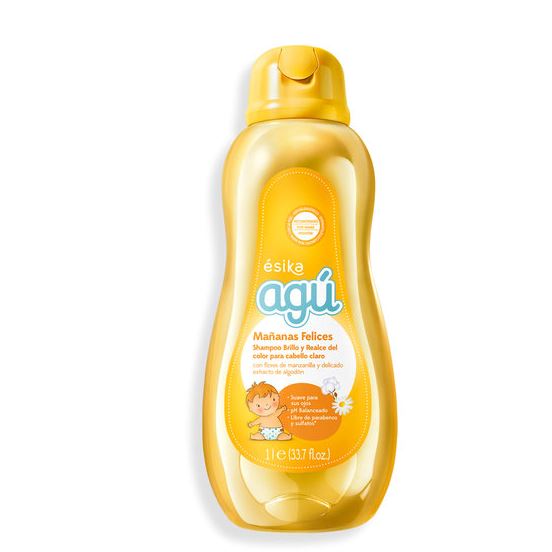 ésika
agú
Mañanas Felices
Shampoo Brillo y Realce del
color para cabello claro
con flores de manzanilla y delicado
extracto de algodón
• Suave para
sus ojos
• pH Balanceado
• Libre de parabenos
y sulfatos*
1 l e (33.7 fl.oz.)